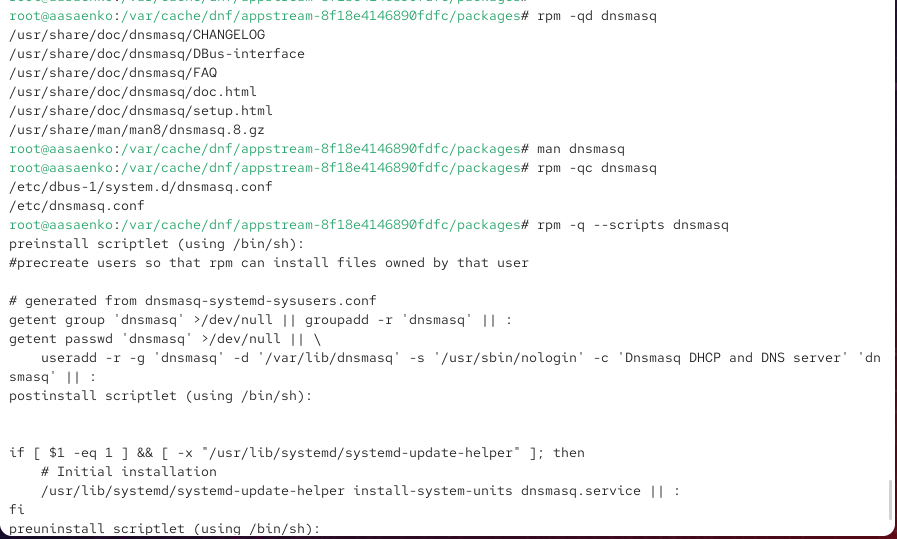 root@aasaenko:/var/cache/dnf/appstream-8f18e4146890fdfc/packages# rpm -qd dnsmasq
/usr/share/doc/dnsmasq/CHANGELOG
/usr/share/doc/dnsmasq/DBus-interface
/usr/share/doc/dnsmasq/FAQ
/usr/share/doc/dnsmasq/doc.html
/usr/share/doc/dnsmasq/setup.html
/usr/share/man/man8/dnsmasq.8.gz
root@aasaenko:/var/cache/dnf/appstream-8f18e4146890fdfc/packages# man dnsmasq
root@aasaenko:/var/cache/dnf/appstream-8f18e4146890fdfc/packages# rpm -qc dnsmasq
/etc/dbus-1/system.d/dnsmasq.conf
/etc/dnsmasq.conf
root@aasaenko:/var/cache/dnf/appstream-8f18e4146890fdfc/packages# rpm -q --scripts dnsmasq
preinstall scriptlet (using /bin/sh):
#precreate users so that rpm can install files owned by that user

# generated from dnsmasq-systemd-sysusers.conf
getent group 'dnsmasq' >/dev/null || groupadd -r 'dnsmasq' || :
getent passwd 'dnsmasq' >/dev/null || \
    useradd -r -g 'dnsmasq' -d '/var/lib/dnsmasq' -s '/usr/sbin/nologin' -c 'Dnsmasq DHCP and DNS server' 'dn
smasq' || :
postinstall scriptlet (using /bin/sh):


if [ $1 -eq 1 ] && [ -x "/usr/lib/systemd/systemd-update-helper" ]; then
    # Initial installation
    /usr/lib/systemd/systemd-update-helper install-system-units dnsmasq.service || :
fi
preuninstall scriptlet (using /bin/sh):